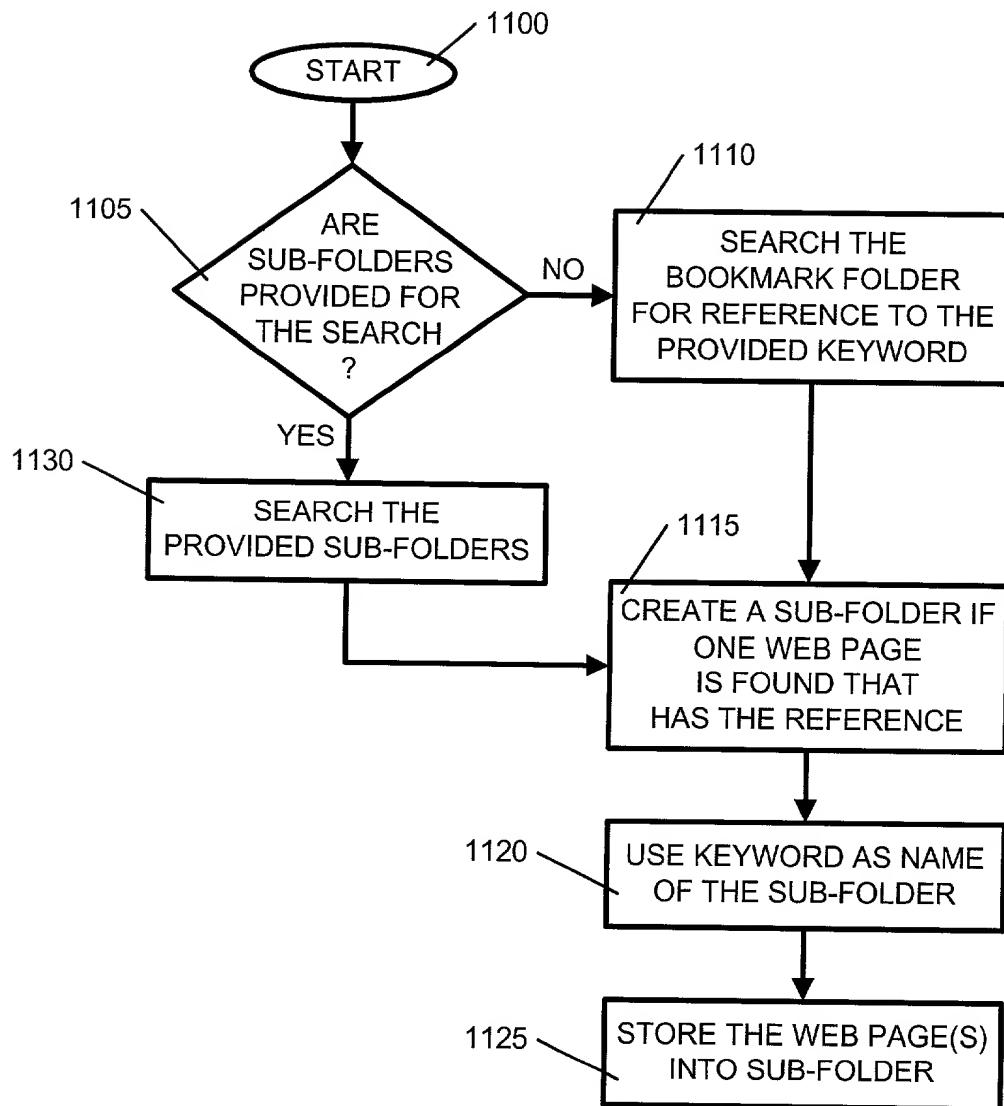 1100
START
1105
ARE
SUB-FOLDERS
PROVIDED FOR
THE SEARCH
?
NO
1110
SEARCH THE
BOOKMARK FOLDER
FOR REFERENCE TO THE
PROVIDED KEYWORD
YES
1130
SEARCH THE
PROVIDED SUB-FOLDERS
1115
CREATE A SUB-FOLDER IF
ONE WEB PAGE
IS FOUND THAT
HAS THE REFERENCE
1120
USE KEYWORD AS NAME
OF THE SUB-FOLDER
1125
STORE THE WEB PAGE(S)
INTO SUB-FOLDER